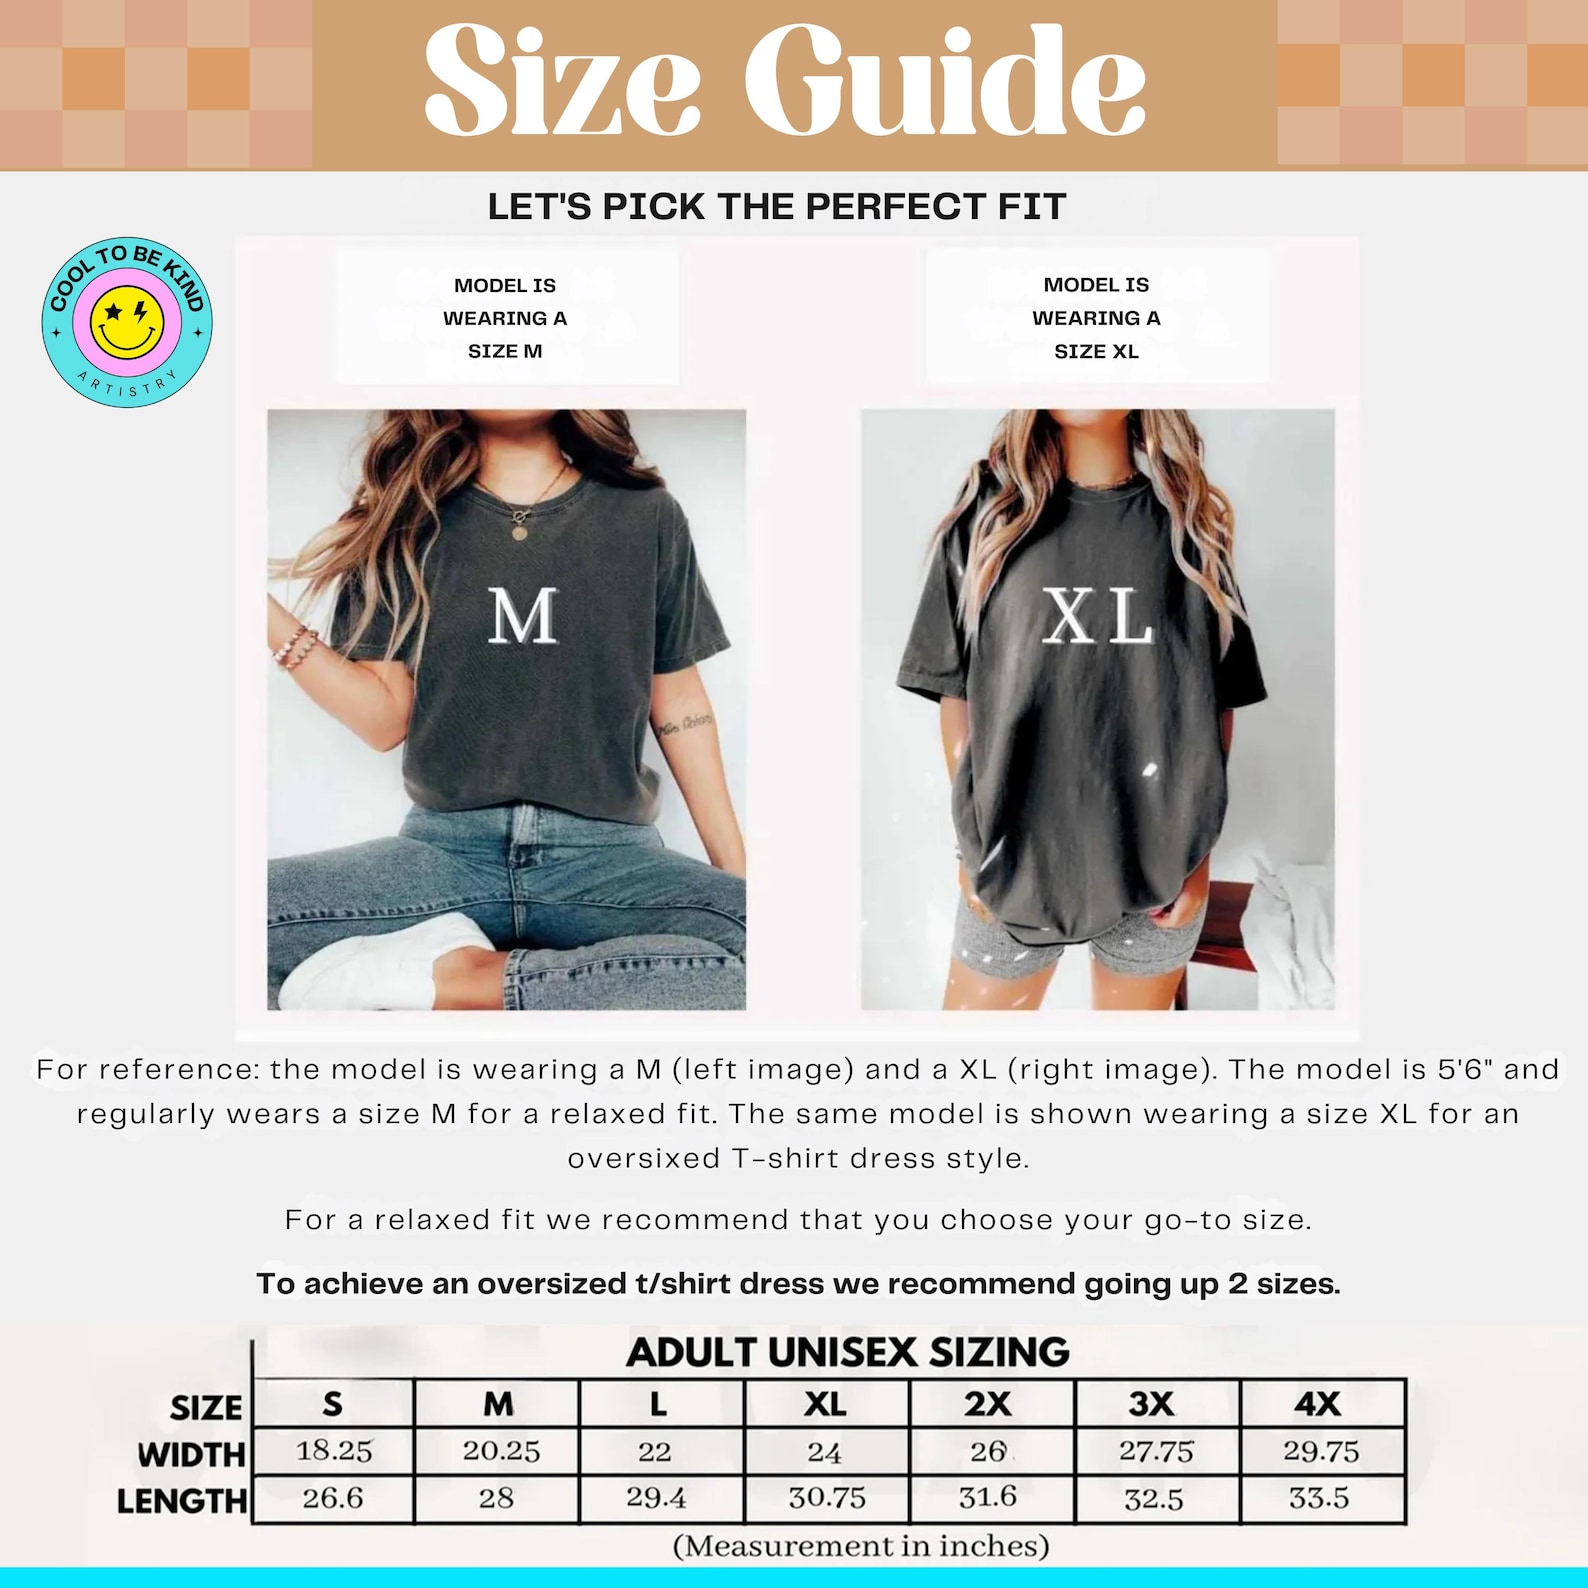 Size Guide
LET'S PICK THE PERFECT FIT
COOL TO BE KIND
ARTISTRY
MODEL IS
WEARING A
SIZE M
MODEL IS
WEARING A
SIZE XL
M
XL
For reference: the model is wearing a M (left image) and a XL (right image). The model is 5'6" and
regularly wears a size M for a relaxed fit. The same model is shown wearing a size XL for an
oversixed T-shirt dress style.
For a relaxed fit we recommend that you choose your go-to size.
To achieve an oversized t/shirt dress we recommend going up 2 sizes.
ADULT UNISEX SIZING
SIZE S M L XL 2X 3X 4X
WIDTH 18.25 20.25 22 24 26 27.75 29.75
LENGTH 26.6 28 29.4 30.75 31.6 32.5 33.5
(Measurement in inches)